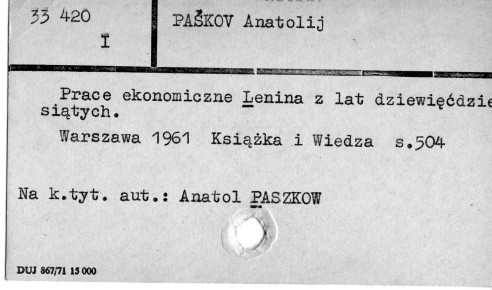 33 420
I
PAŠKOV Anatolij
Prace ekonomiczne Lenina z lat dziewięćdzie
siątych.
Warszawa 1961 Książka i Wiedza s.504
Na k.tyt. aut.: Anatol PASZKOW
DUJ 867/71 15 000